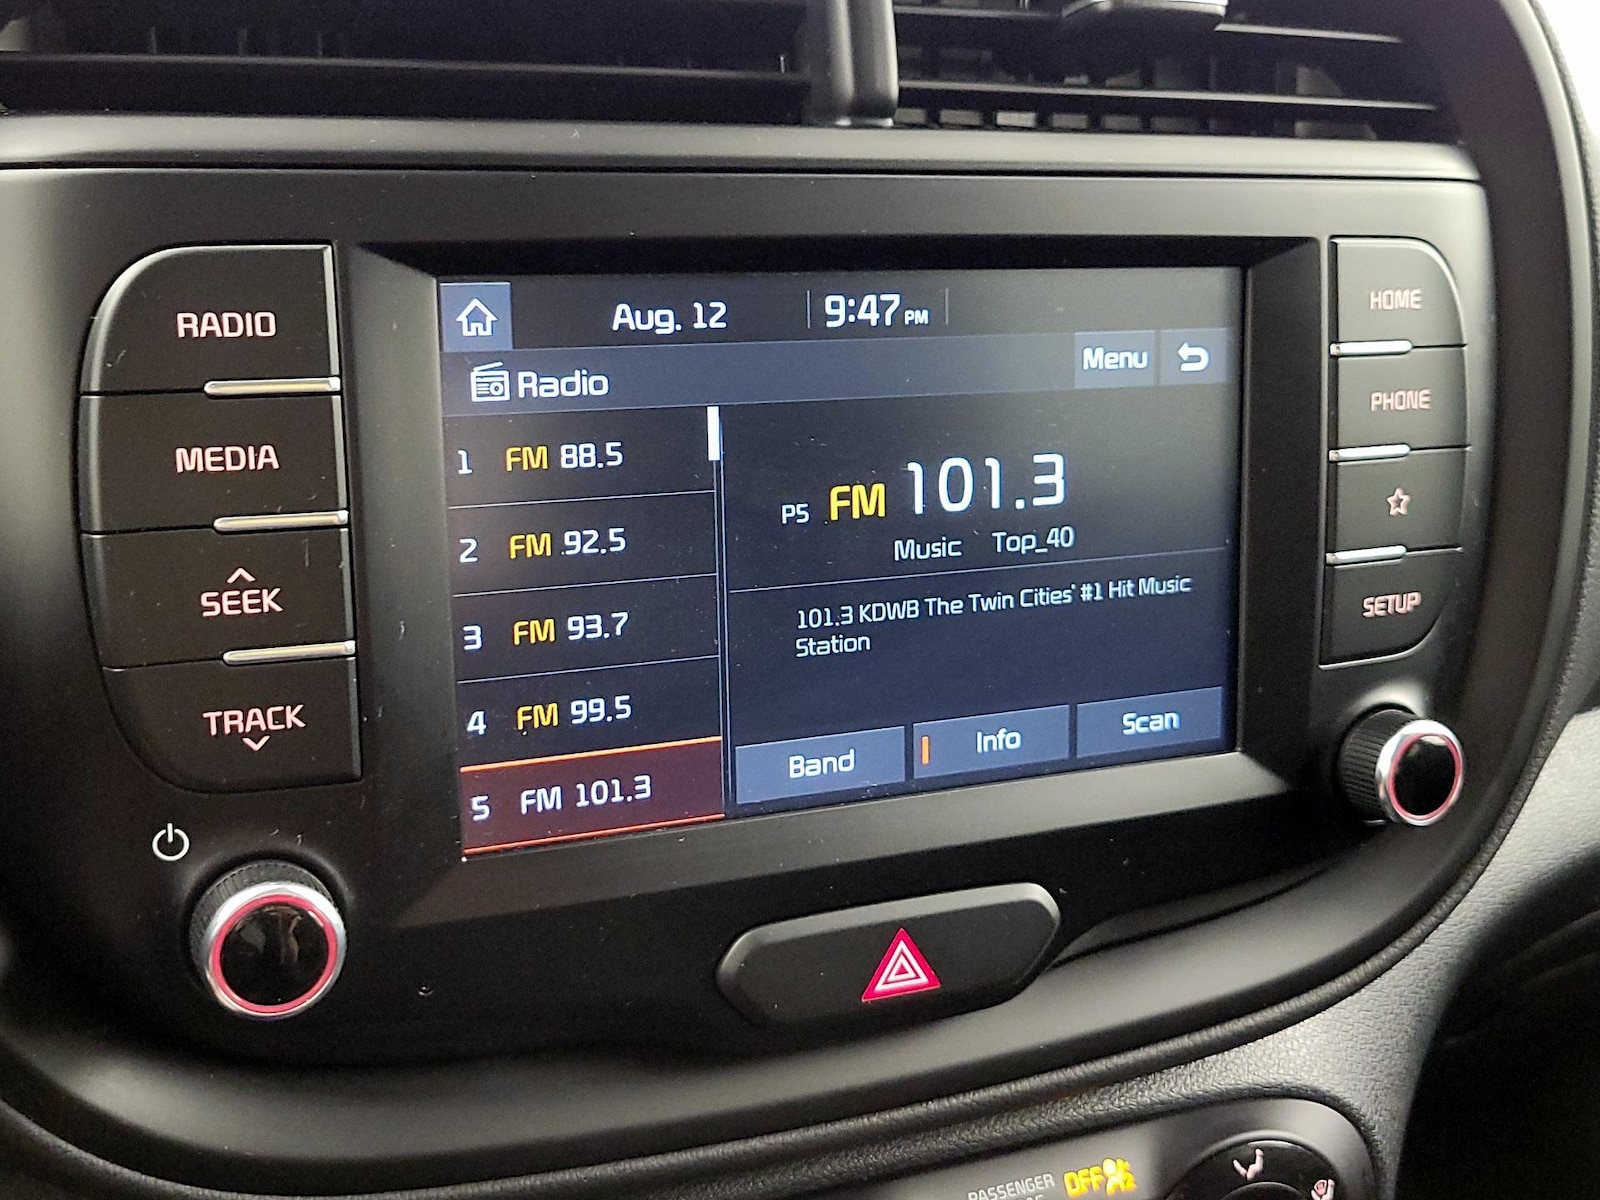 RADIO
MEDIA
SEEK
TRACK
Aug. 12 9:47 PM
Radio
Menu
1 FM 88.5
2 FM 92.5
3 FM 93.7
4 FM 99.5
5 FM 101.3
P5 FM 101.3
Music Top_40
101.3 KDWB The Twin Cities' #1 Hit Music
Station
Band
Info
Scan
HOME
PHONE
SETUP
PASSENGER
OFF